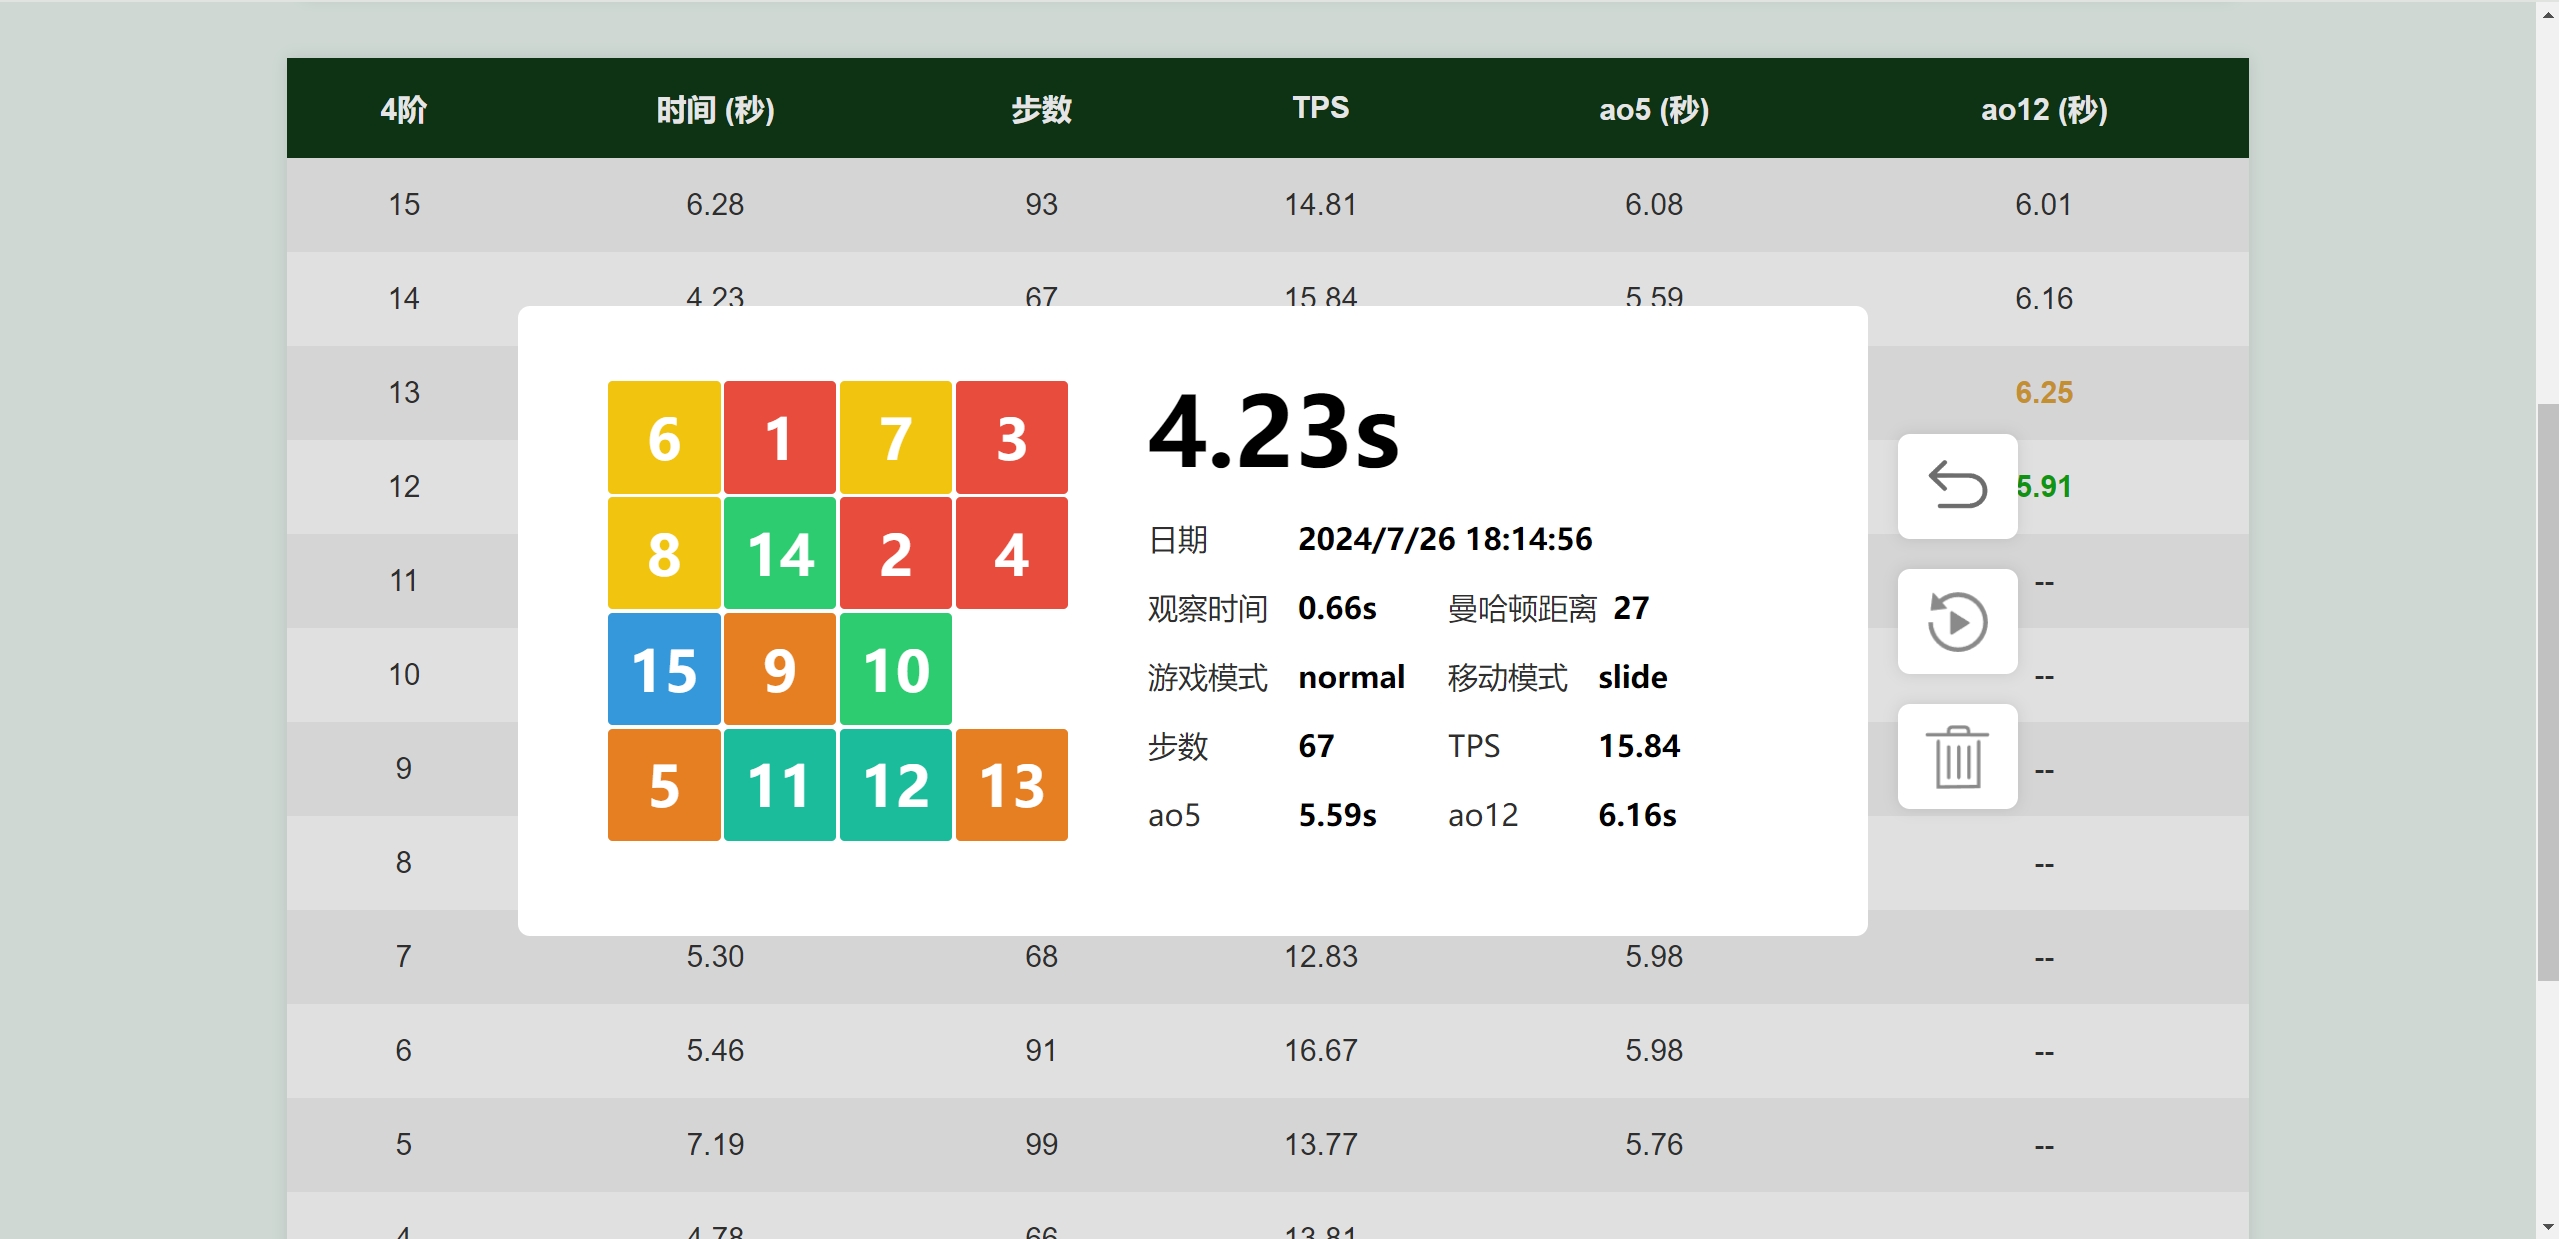 4阶 时间 (秒) 步数 TPS ao5 (秒) ao12 (秒)
15 6.28 93 14.81 6.08 6.01
14 4.23 67 15.84 5.59 6.16
13 6.25
12 5.91
11 --
10 --
9 --
8 --
6 1 7 3
8 14 2 4
15 9 10
5 11 12 13
4.23s
日期 2024/7/26 18:14:56
观察时间 0.66s 曼哈顿距离 27
游戏模式 normal 移动模式 slide
步数 67 TPS 15.84
ao5 5.59s ao12 6.16s
7 5.30 68 12.83 5.98 --
6 5.46 91 16.67 5.98 --
5 7.19 99 13.77 5.76 --
4 4.78 66 13.81